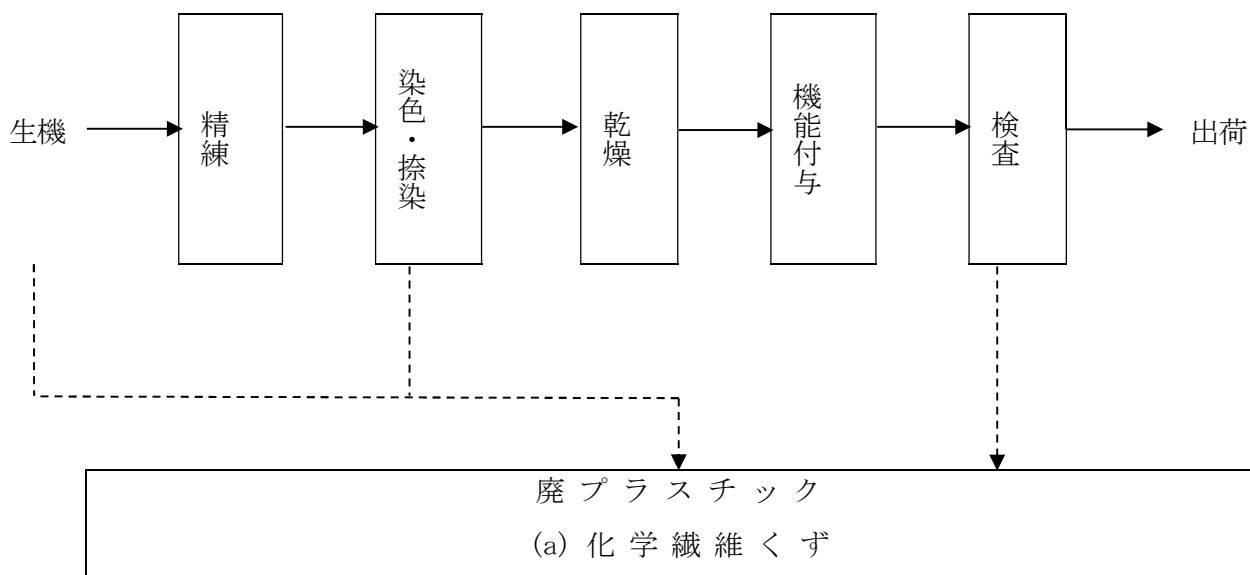 生機
精練
染色・捺染
乾燥
機能付与
検査
出荷
廃プラスチック
(a) 化学繊維くず